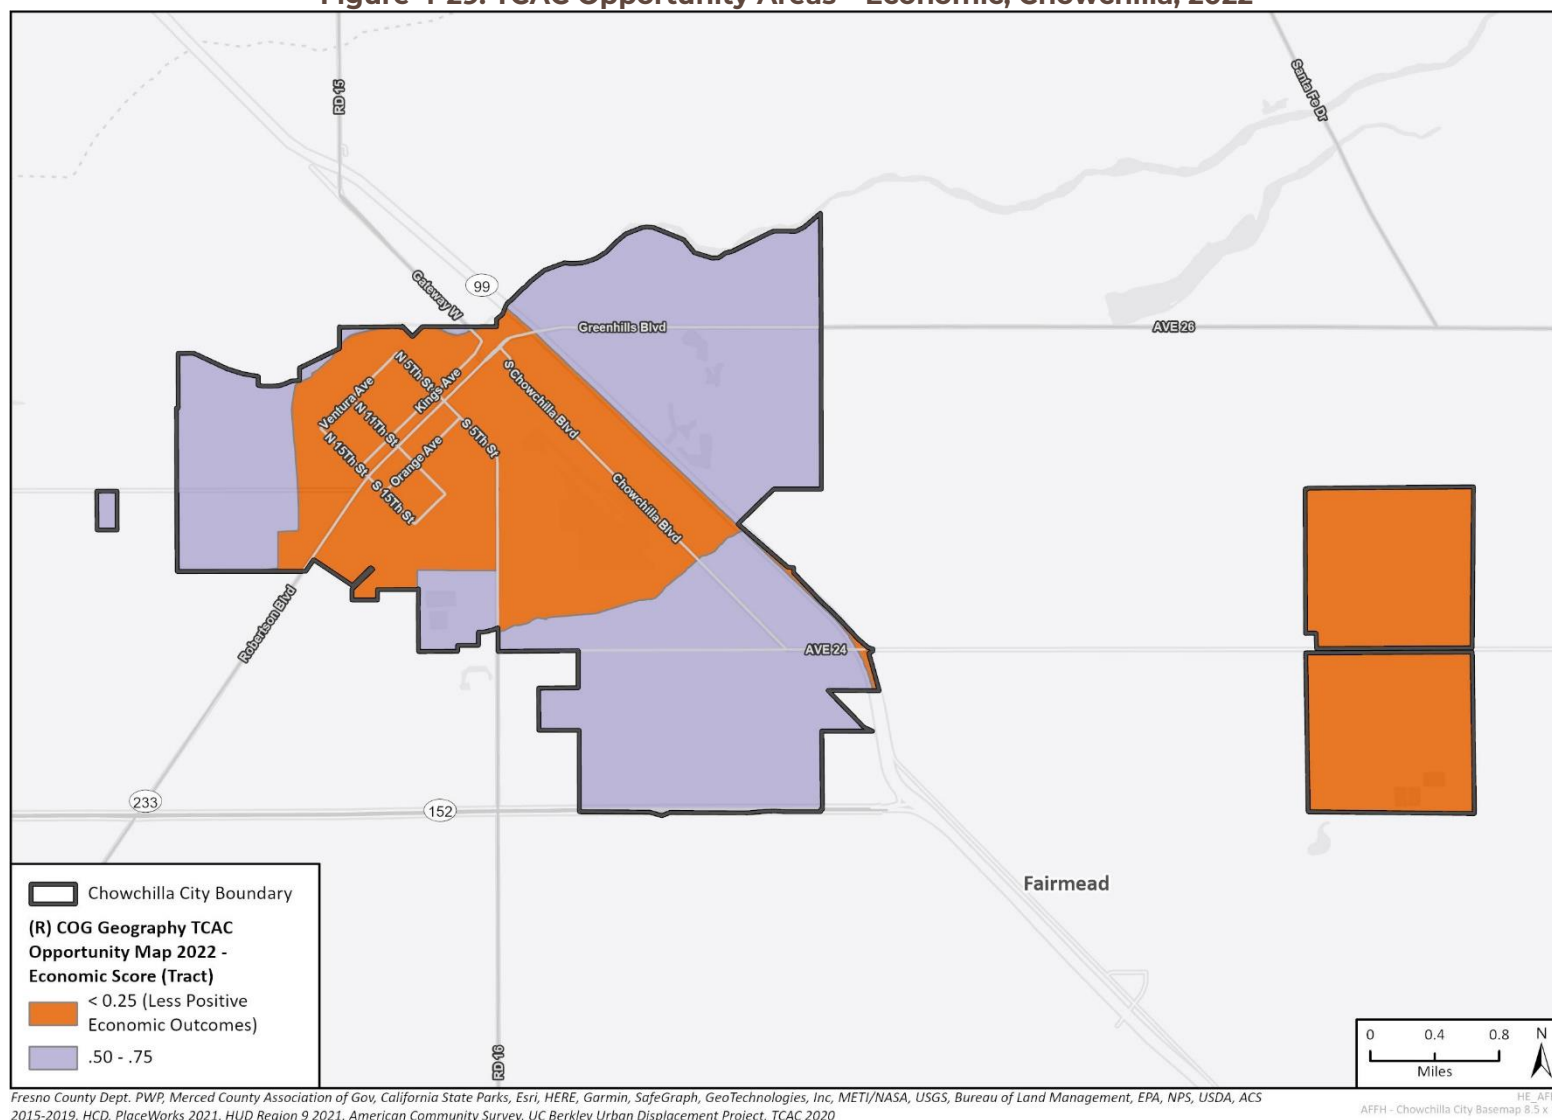 Figure 4-29. TCAC Opportunity Areas – Economic, Chowchilla, 2022
RD 15
Santa Fe Dr
Gateway W
99
Greenhills Blvd
AVE 26
N 5Th St
Kings Ave
S Chowchilla Blvd
Ventura Ave
N 11Th St
S 5Th St
N 15Th St
Orange Ave
S 15Th St
Chowchilla Blvd
Robertson Blvd
AVE 24
233
152
Fairmead
RD 16
Chowchilla City Boundary
(R) COG Geography TCAC
Opportunity Map 2022 -
Economic Score (Tract)
< 0.25 (Less Positive
Economic Outcomes)
.50 - .75
0 0.4 0.8
Miles
N
Fresno County Dept. PWP, Merced County Association of Gov, California State Parks, Esri, HERE, Garmin, SafeGraph, GeoTechnologies, Inc, METI/NASA, USGS, Bureau of Land Management, EPA, NPS, USDA, ACS
2015-2019, HCD, PlaceWorks 2021, HUD Region 9 2021, American Community Survey, UC Berkley Urban Displacement Project, TCAC 2020
AFFH - Chowchilla City Basemap 8.5 x